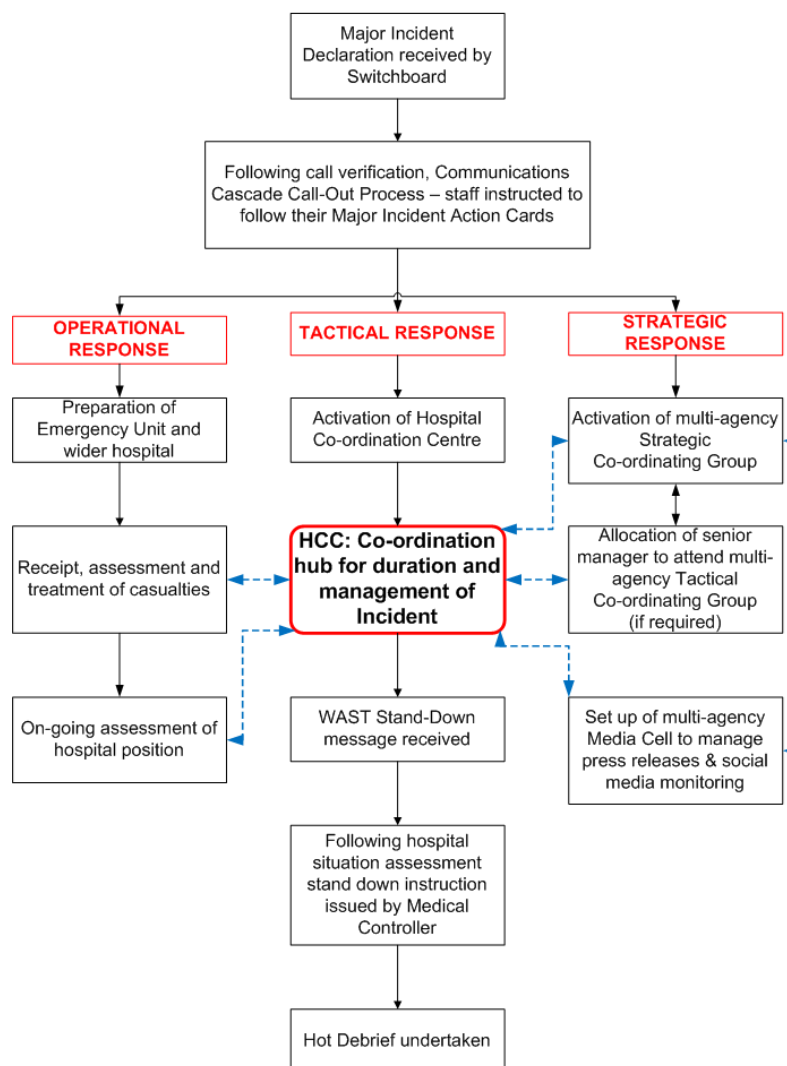 Major Incident
Declaration received by
Switchboard
Following call verification, Communications
Cascade Call-Out Process – staff instructed to
follow their Major Incident Action Cards
OPERATIONAL
RESPONSE
TACTICAL RESPONSE
STRATEGIC
RESPONSE
Preparation of
Emergency Unit and
wider hospital
Activation of Hospital
Co-ordination Centre
Activation of multi-agency
Strategic
Co-ordinating Group
Receipt, assessment and
treatment of casualties
HCC: Co-ordination
hub for duration and
management of
Incident
Allocation of senior
manager to attend multi-
agency Tactical
Co-ordinating Group
(if required)
On-going assessment of
hospital position
WAST Stand-Down
message received
Set up of multi-agency
Media Cell to manage
press releases & social
media monitoring
Following hospital
situation assessment
stand down instruction
issued by Medical
Controller
Hot Debrief undertaken